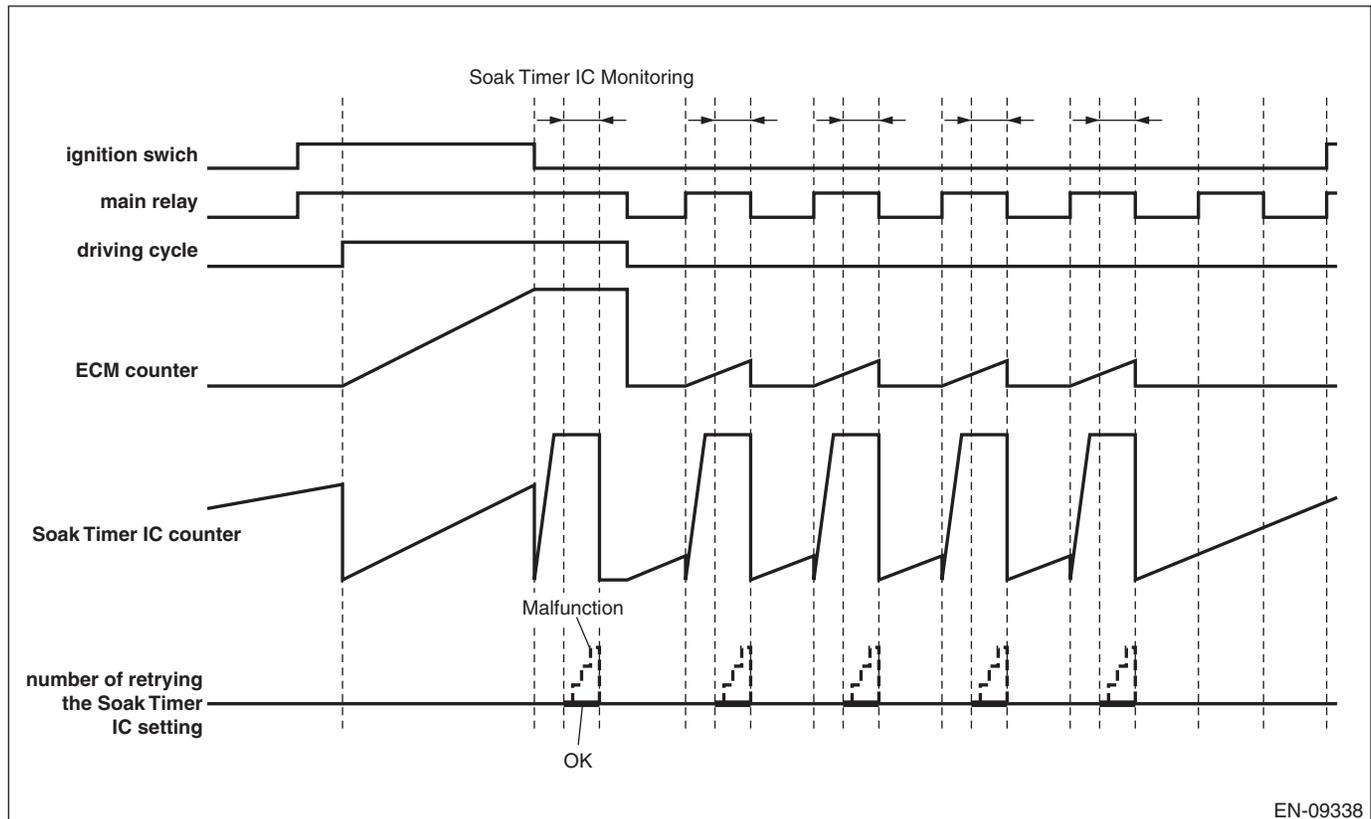 Soak Timer IC Monitoring
ignition swich
main relay
driving cycle
ECM counter
Soak Timer IC counter
Malfunction
number of retrying
the Soak Timer
IC setting
OK
EN-09338